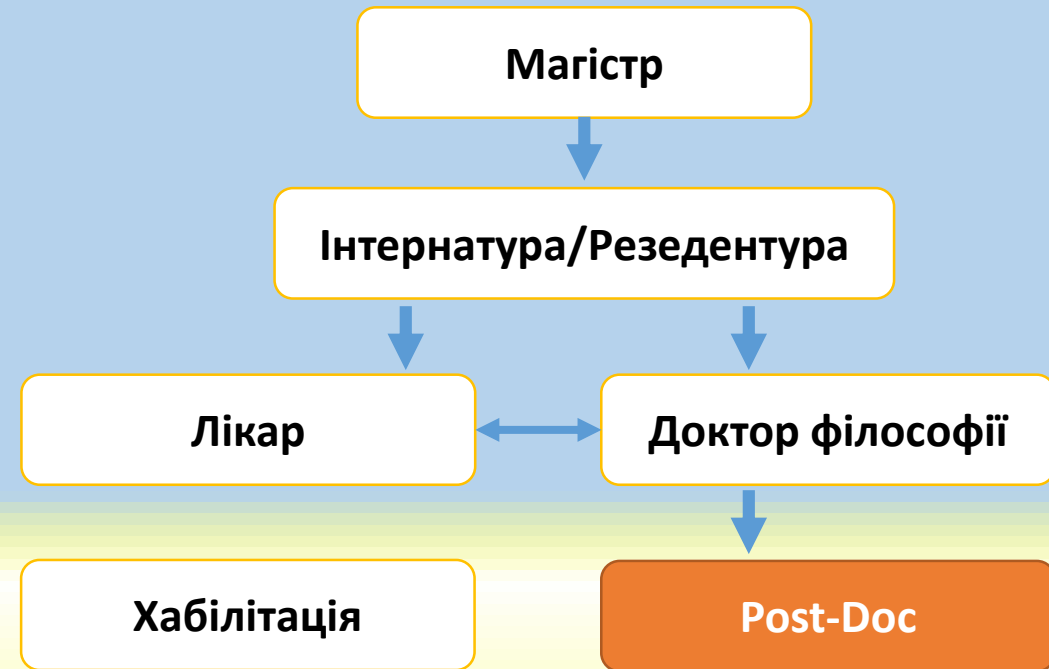 Магістр
Інтернатура/Резедентура
Лікар
Доктор філософії
Хабілітація
Post-Doc